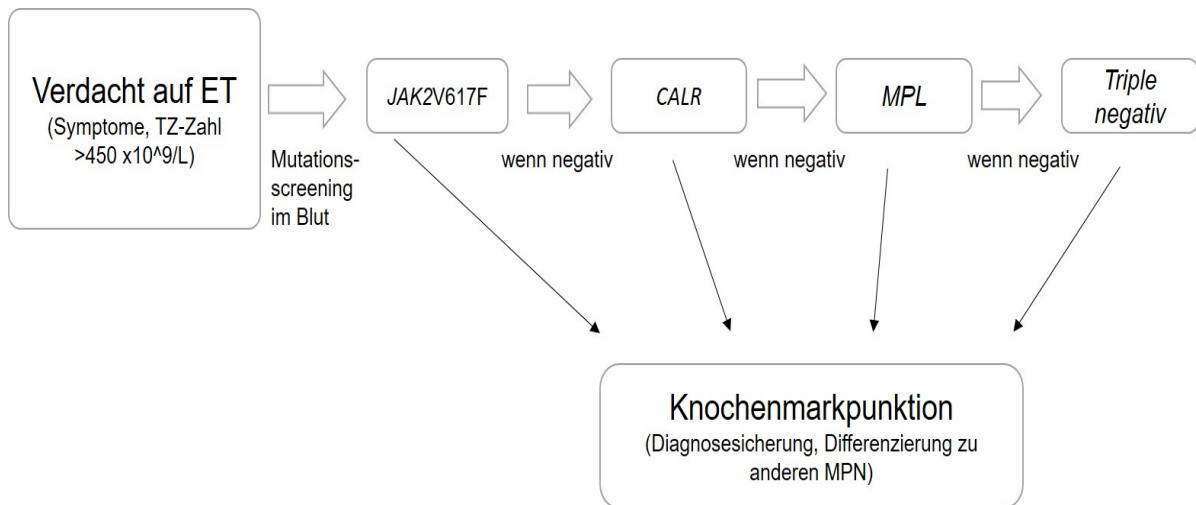 Verdacht auf ET
(Symptome, TZ-Zahl
>450 x10^9/L)
Mutations-
screening
im Blut
JAK2V617F
wenn negativ
CALR
wenn negativ
MPL
wenn negativ
Triple
negativ
Knochenmarkpunktion
(Diagnosesicherung, Differenzierung zu
anderen MPN)